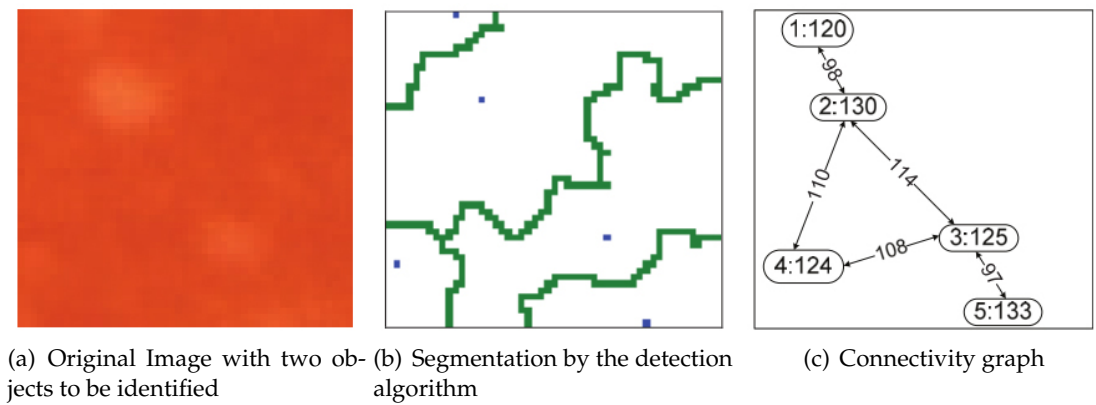 1:120
98
2:130
110
114
3:125
4:124
108
97
5:133
(a) Original Image with two ob-
jects to be identified
(b) Segmentation by the detection
algorithm
(c) Connectivity graph